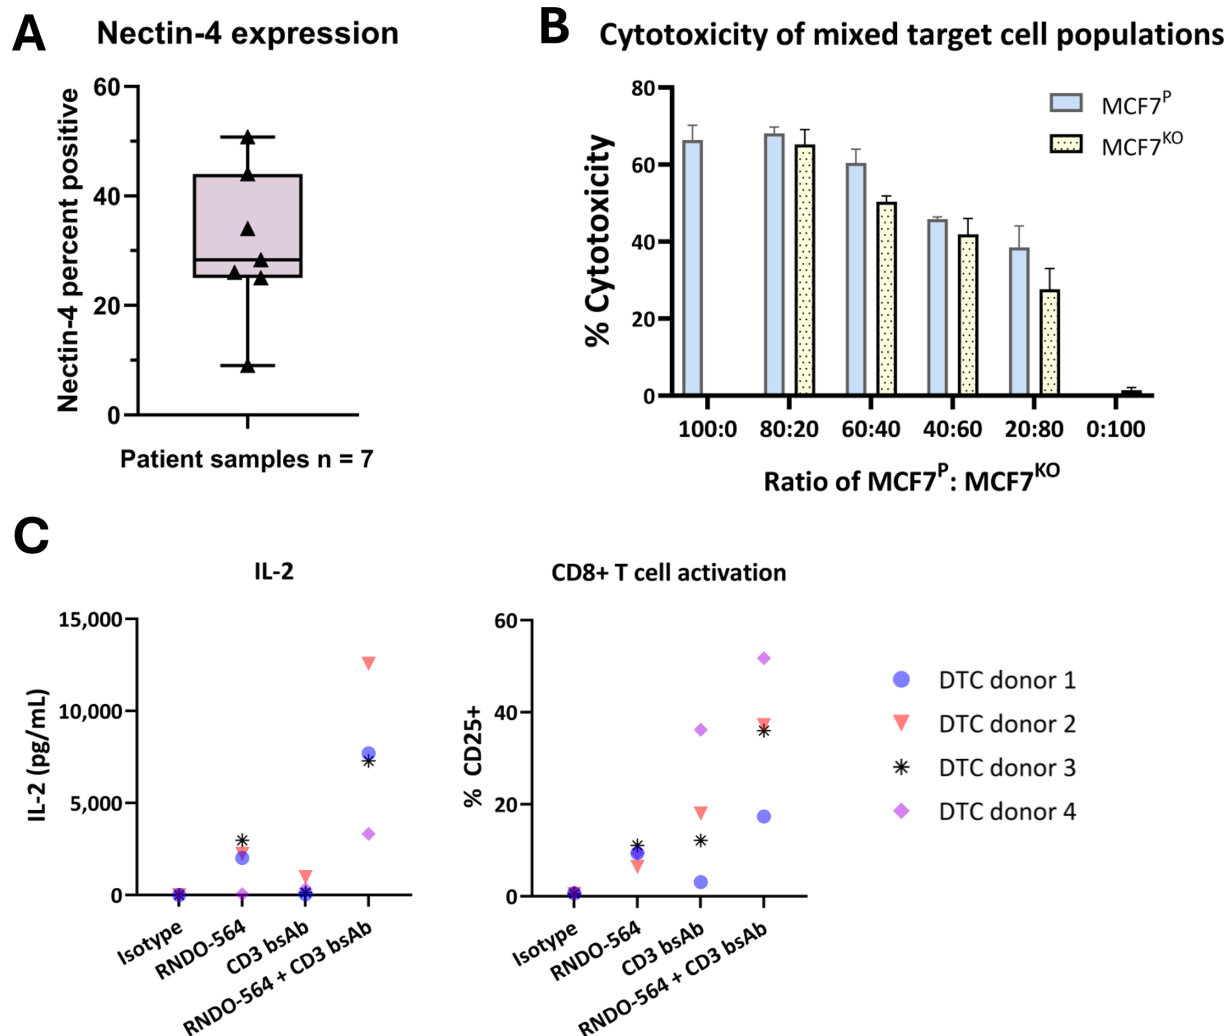 A
Nectin-4 expression
Nectin-4 percent positive
60
40
20
0
Patient samples n = 7
B
Cytotoxicity of mixed target cell populations
% Cytotoxicity
80
60
40
20
0
MCF7P
MCF7KO
100:0 80:20 60:40 40:60 20:80 0:100
Ratio of MCF7P: MCF7KO
C
IL-2
IL-2 (pg/mL)
15,000
10,000
5,000
0
Isotype
RNDO-564
CD3 bsAb
RNDO-564 + CD3 bsAb
CD8+ T cell activation
% CD25+
60
40
20
0
Isotype
RNDO-564
CD3 bsAb
RNDO-564 + CD3 bsAb
DTC donor 1
DTC donor 2
DTC donor 3
DTC donor 4